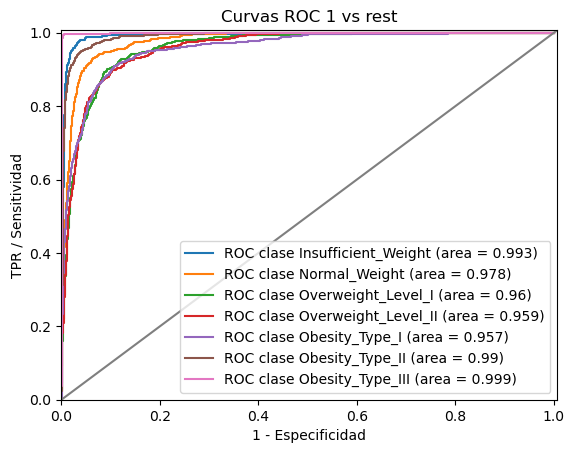 Curvas ROC 1 vs rest
1.0
0.8
0.6
0.4
0.2
0.0
TPR / Sensitividad
ROC clase Insufficient_Weight (area = 0.993)
ROC clase Normal_Weight (area = 0.978)
ROC clase Overweight_Level_I (area = 0.96)
ROC clase Overweight_Level_II (area = 0.959)
ROC clase Obesity_Type_I (area = 0.957)
ROC clase Obesity_Type_II (area = 0.99)
ROC clase Obesity_Type_III (area = 0.999)
0.0 0.2 0.4 0.6 0.8 1.0
1 - Especificidad